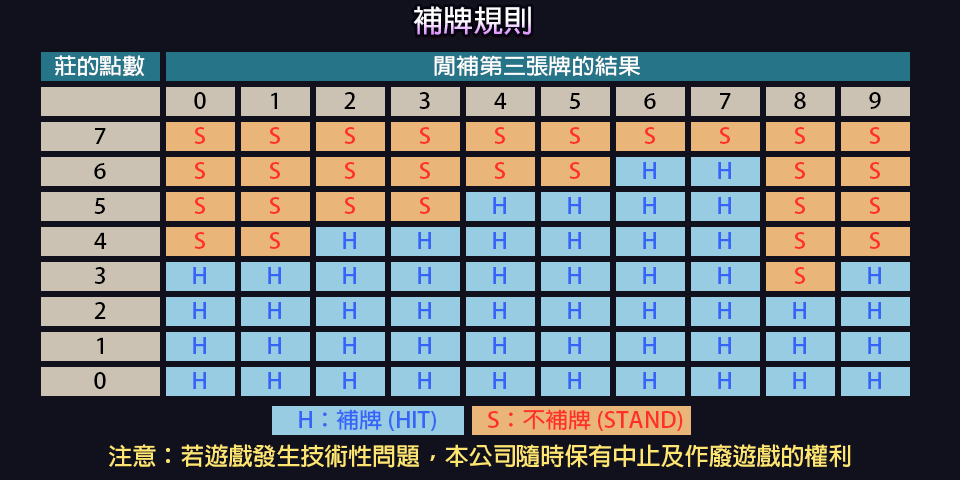 補牌規則
莊的點數 閒補第三張牌的結果
0 1 2 3 4 5 6 7 8 9
7 S S S S S S S S S S
6 S S S S S S H H S S
5 S S S S H H H H S S
4 S S H H H H H H S S
3 H H H H H H H H S H
2 H H H H H H H H H H
1 H H H H H H H H H H
0 H H H H H H H H H H
H：補牌 (HIT) S：不補牌 (STAND)
注意：若遊戲發生技術性問題，本公司隨時保有中止及作廢遊戲的權利